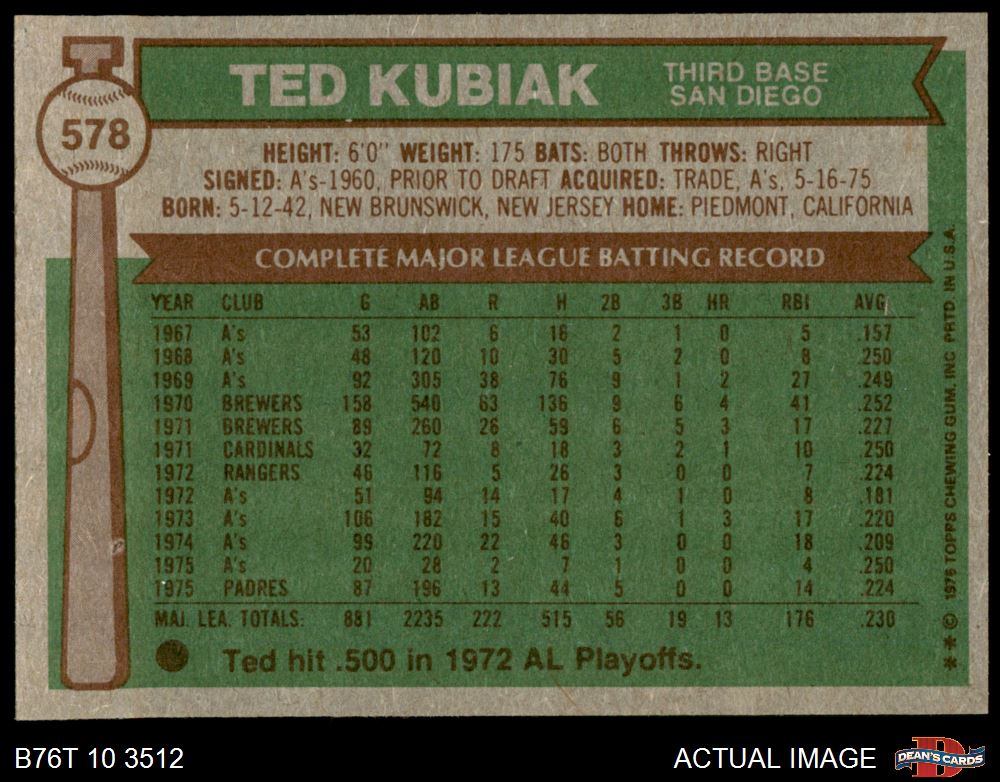 578
TED KUBIAK THIRD BASE
SAN DIEGO
HEIGHT: 6'0" WEIGHT: 175 BATS: BOTH THROWS: RIGHT
SIGNED: A's-1960, PRIOR TO DRAFT ACQUIRED: TRADE, A's, 5-16-75
BORN: 5-12-42, NEW BRUNSWICK, NEW JERSEY HOME: PIEDMONT, CALIFORNIA
COMPLETE MAJOR LEAGUE BATTING RECORD
YEAR CLUB G AB R H 2B 3B HR RBI AVG.
1967 A's 53 102 6 16 2 1 0 5 .157
1968 A's 48 120 10 30 5 2 0 8 .250
1969 A's 92 305 38 76 9 1 2 27 .249
1970 BREWERS 158 540 63 136 9 6 4 41 .252
1971 BREWERS 89 260 26 59 6 5 3 17 .227
1971 CARDINALS 32 72 8 18 3 2 1 10 .250
1972 RANGERS 46 116 5 26 3 0 0 7 .224
1972 A's 51 94 14 17 4 1 0 8 .181
1973 A's 106 182 15 40 6 1 3 17 .220
1974 A's 99 220 22 46 3 0 0 18 .209
1975 A's 20 28 2 7 1 0 0 4 .250
1975 PADRES 87 196 13 44 5 0 0 14 .224
MAJ. LEA. TOTALS: 881 2235 222 515 56 19 13 176 .230
Ted hit .500 in 1972 AL Playoffs.
** © 1976 TOPPS CHEWING GUM, INC. PRTD. IN U.S.A.
B76T 10 3512
ACTUAL IMAGE
D
DEAN'S CARDS